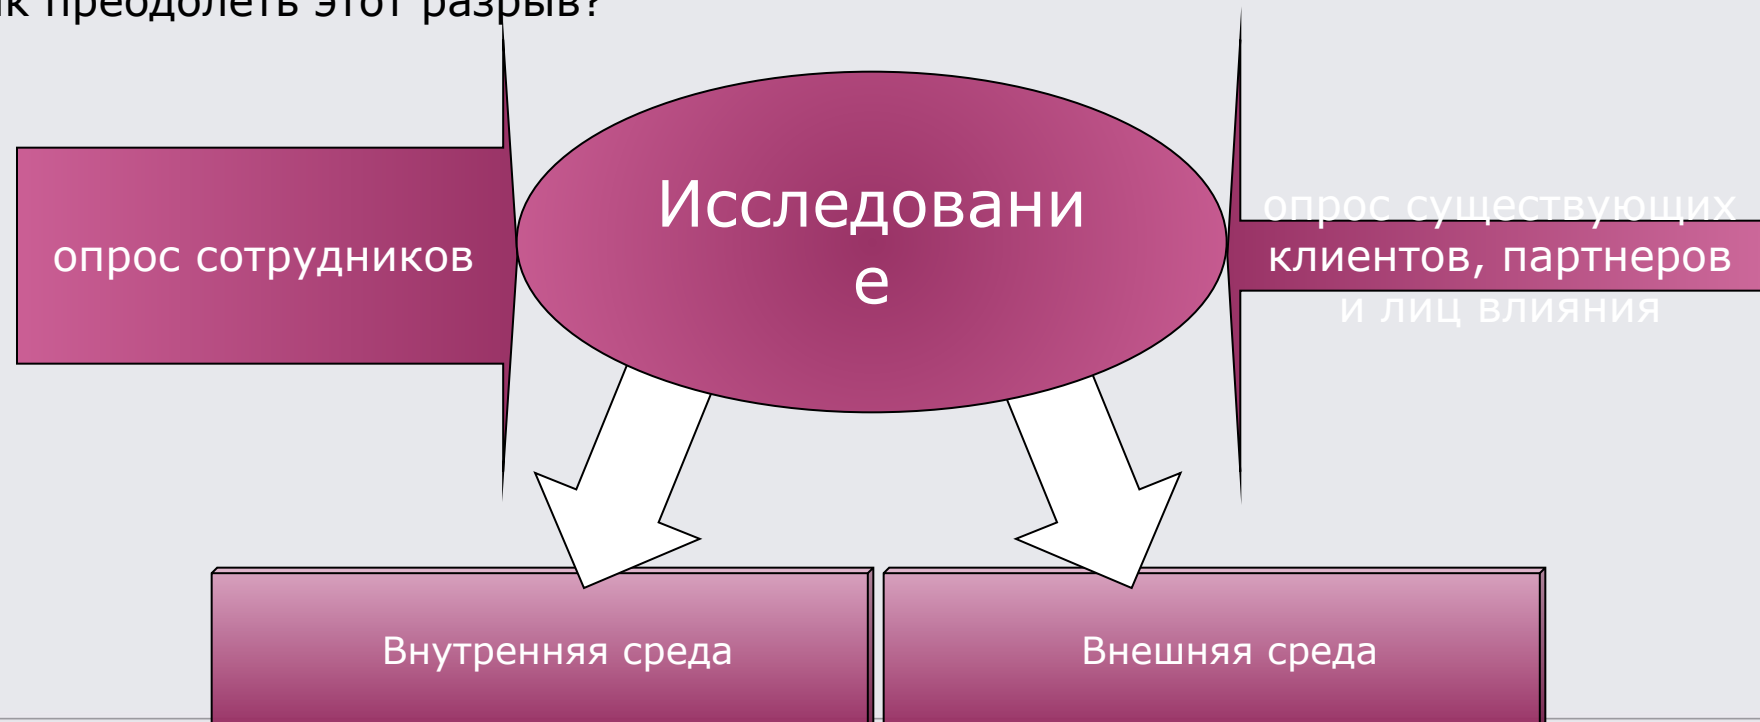 к преодолеть этот разрыв?
Исследовани
е
опрос сотрудников
опрос существующих
клиентов, партнеров
и лиц влияния
Внутренняя среда
Внешняя среда